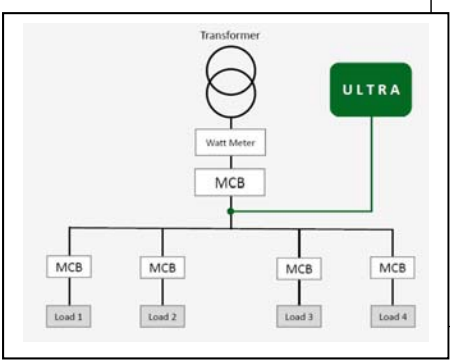 Transformer
ULTRA
Watt Meter
MCB
MCB MCB MCB MCB
Load 1 Load 2 Load 3 Load 4